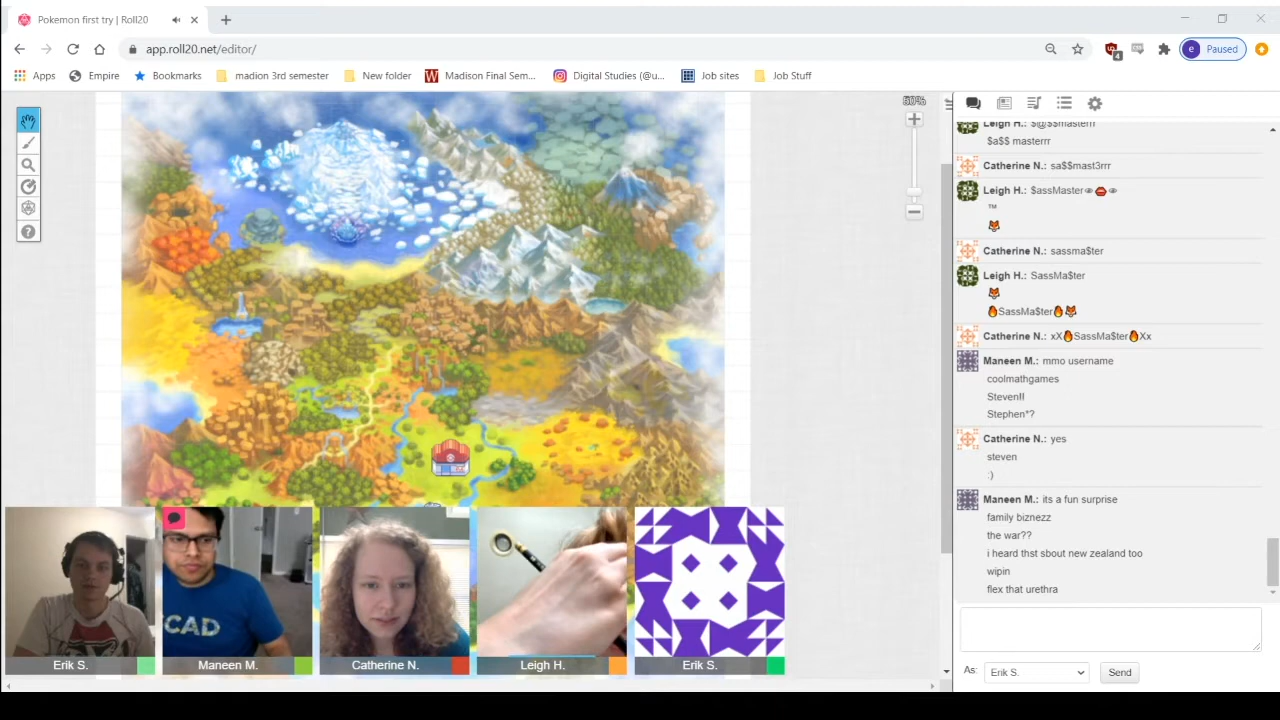 Pokemon first try | Roll20
app.roll20.net/editor/
4
e
Paused
Apps
Empire
Bookmarks
madion 3rd semester
New folder
Madison Final Sem...
Digital Studies (@u...
Job sites
Job Stuff
60%
Leigh H.: $@$$masterrr
$a$$ masterrr
Catherine N.: sa$$mast3rrr
Leigh H.: $assMaster👁👄👁
™
🦊
Catherine N.: sassma$ter
Leigh H.: SassMa$ter
🦊
🔥SassMa$ter🔥🦊
Catherine N.: xX🔥SassMa$ter🔥Xx
Maneen M.: mmo username
coolmathgames
Steven!!
Stephen*?
Catherine N.: yes
steven
:)
Maneen M.: its a fun surprise
family biznezz
the war??
i heard thst sbout new zealand too
wipin
flex that urethra
CAD
Erik S.
Maneen M.
Catherine N.
Leigh H.
Erik S.
As:
Erik S.
Send